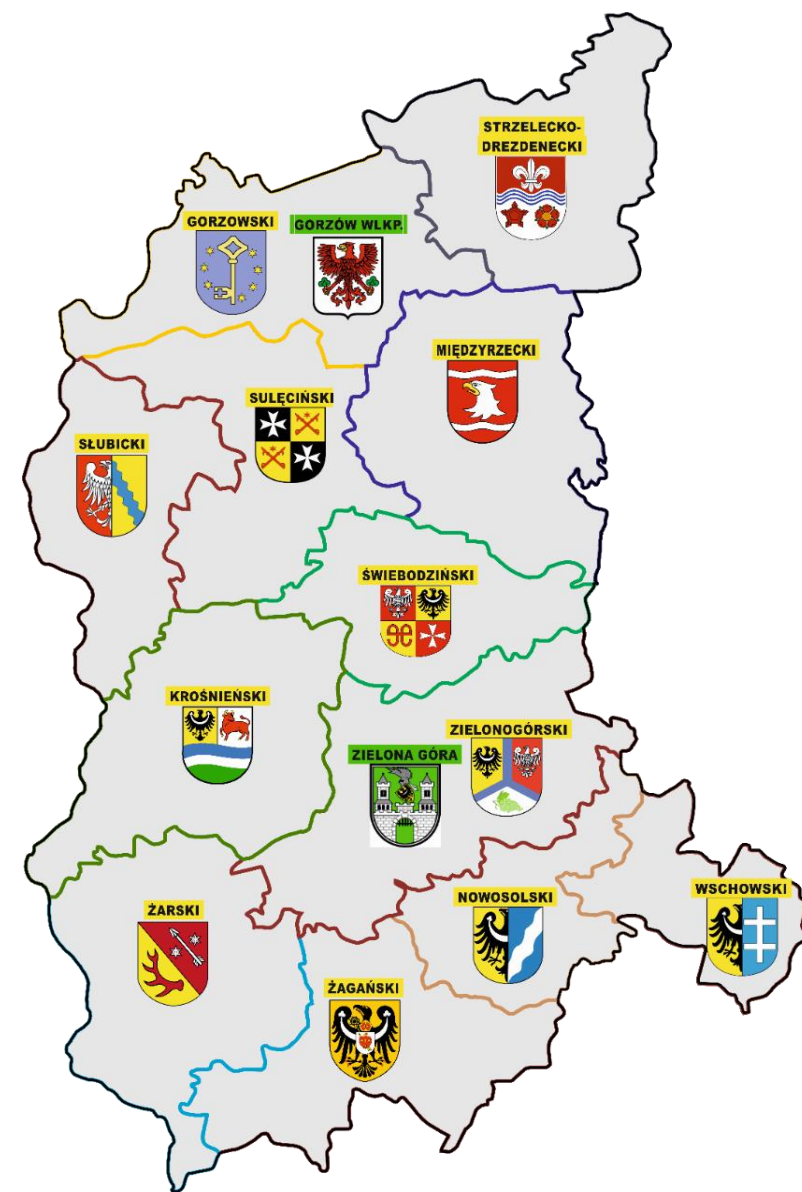 STRZELECKO-
DREZDENECKI
GORZOWSKI
GORZÓW WLKP.
MIĘDZYRZECKI
SULĘCIŃSKI
SŁUBICKI
ŚWIEBODZIŃSKI
KROŚNIEŃSKI
ZIELONOGÓRSKI
ZIELONA GÓRA
WSCHOWSKI
NOWOSOLSKI
ŻARSKI
ŻAGAŃSKI